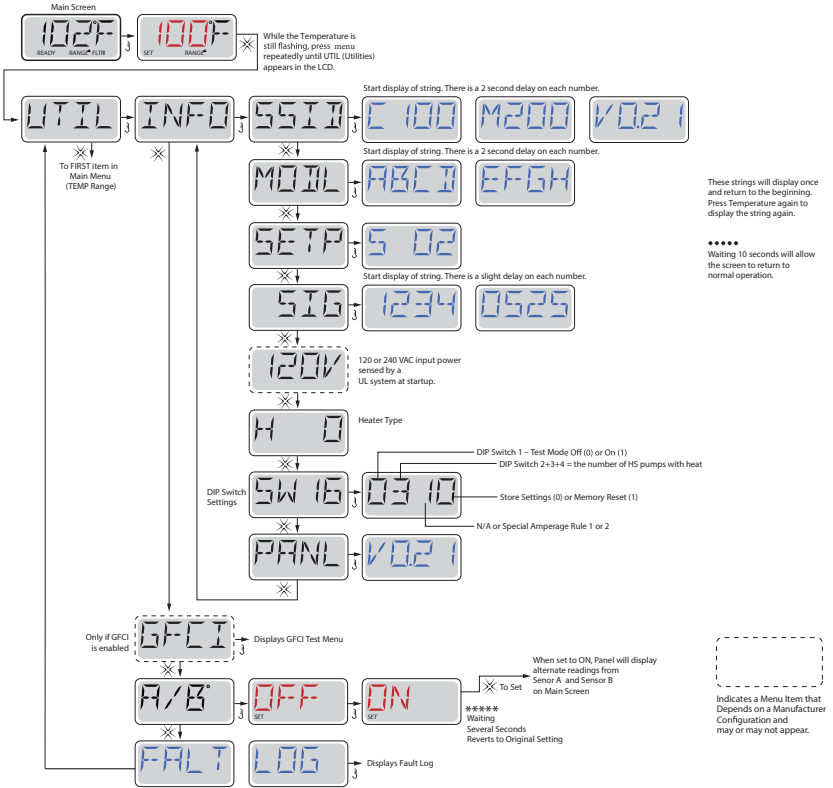 Main Screen
102°F
READY RANGE FLTR
100°F
SET RANGE
While the Temperature is
still flashing, press menu
repeatedly until UTIL (Utilities)
appears in the LCD.
Start display of string. There is a 2 second delay on each number.
UTIL
INFO
SSID
C 100
M200
V0.21
To FIRST item in
Main Menu
(TEMP Range)
Start display of string. There is a 2 second delay on each number.
MODL
ABCD
EFGH
These strings will display once
and return to the beginning.
Press Temperature again to
display the string again.
•••••
Waiting 10 seconds will allow
the screen to return to
normal operation.
SETP
S 02
Start display of string. There is a slight delay on each number.
SIG
1234
0525
120V
120 or 240 VAC input power
sensed by a
UL system at startup.
H 0
Heater Type
DIP Switch 1 – Test Mode Off (0) or On (1)
DIP Switch 2+3+4 = the number of HS pumps with heat
DIP Switch
Settings
SW 16
0310
Store Settings (0) or Memory Reset (1)
N/A or Special Amperage Rule 1 or 2
PANL
V0.21
Only if GFCI
is enabled
GFCI
Displays GFCI Test Menu
A/B°
OFF
SET
ON
SET
To Set
When set to ON, Panel will display
alternate readings from
Senor A and Sensor B
on Main Screen
*****
Waiting
Several Seconds
Reverts to Original Setting
Indicates a Menu Item that
Depends on a Manufacturer
Configuration and
may or may not appear.
FALT
LOG
Displays Fault Log